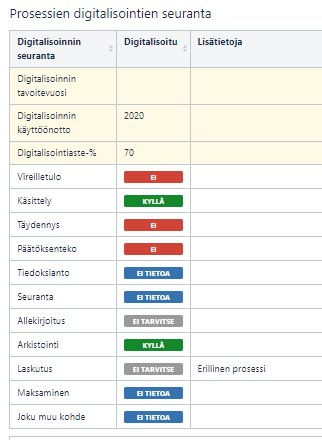 Prosessien digitalisointien seuranta
Digitalisoinnin seuranta Digitalisoitu Lisätietoja
Digitalisoinnin tavoitevuosi
Digitalisoinnin käyttöönotto 2020
Digitalisointiaste-% 70
Vireilletulo EI
Käsittely KYLLÄ
Täydennys EI
Päätöksenteko EI
Tiedoksianto EI TIETOA
Seuranta EI TIETOA
Allekirjoitus EI TARVITSE
Arkistointi KYLLÄ
Laskutus EI TARVITSE Erillinen prosessi
Maksaminen EI TIETOA
Joku muu kohde EI TIETOA